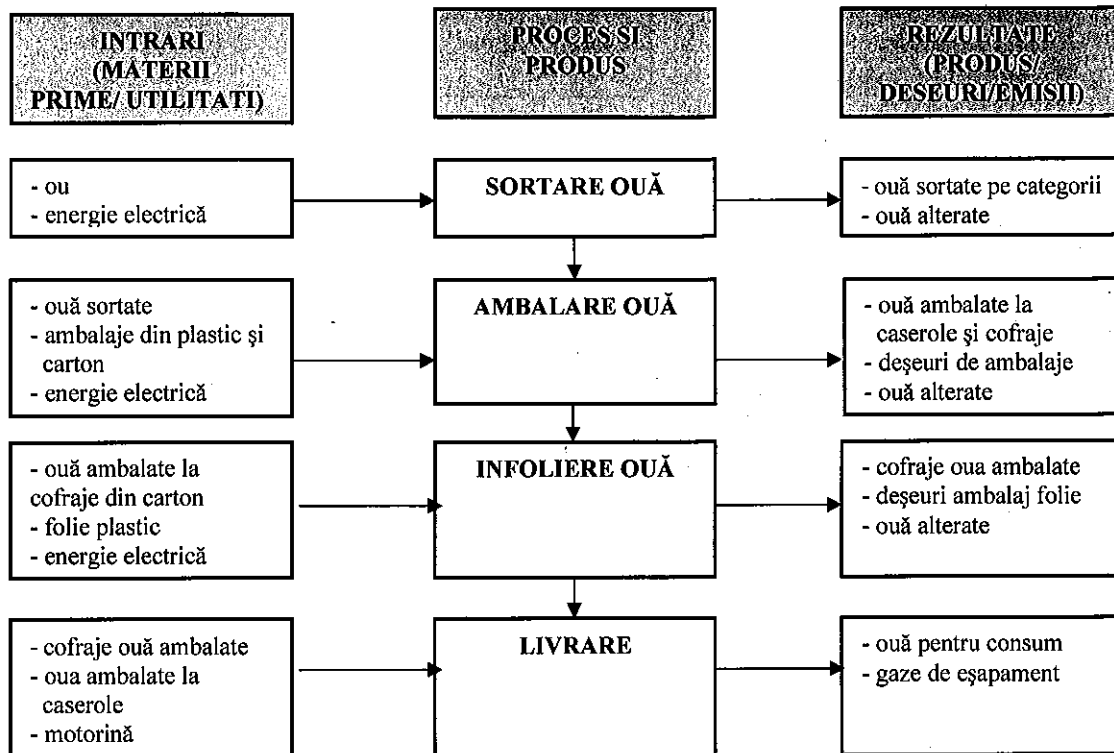 INTRARI
(MATERII
PRIME/ UTILITATI)
PROCES SI
PRODUS
REZULTATE
(PRODUS/
DESEURI/EMISII)
- ou
- energie electrică
SORTARE OUĂ
- ouă sortate pe categorii
- ouă alterate
- ouă sortate
- ambalaje din plastic şi
carton
- energie electrică
AMBALARE OUĂ
- ouă ambalate la
caserole şi cofraje
- deşeuri de ambalaje
- ouă alterate
- ouă ambalate la
cofraje din carton
- folie plastic
- energie electrică
INFOLIERE OUĂ
- cofraje oua ambalate
- deşeuri ambalaj folie
- ouă alterate
- cofraje ouă ambalate
- oua ambalate la
caserole
- motorină
LIVRARE
- ouă pentru consum
- gaze de eşapament